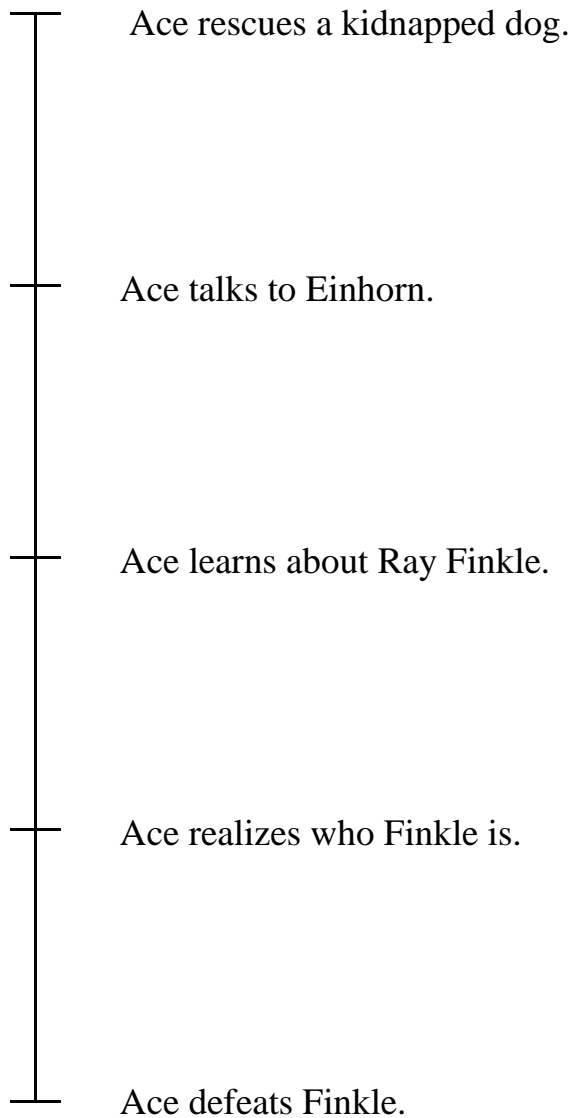 Ace rescues a kidnapped dog.
Ace talks to Einhorn.
Ace learns about Ray Finkle.
Ace realizes who Finkle is.
Ace defeats Finkle.